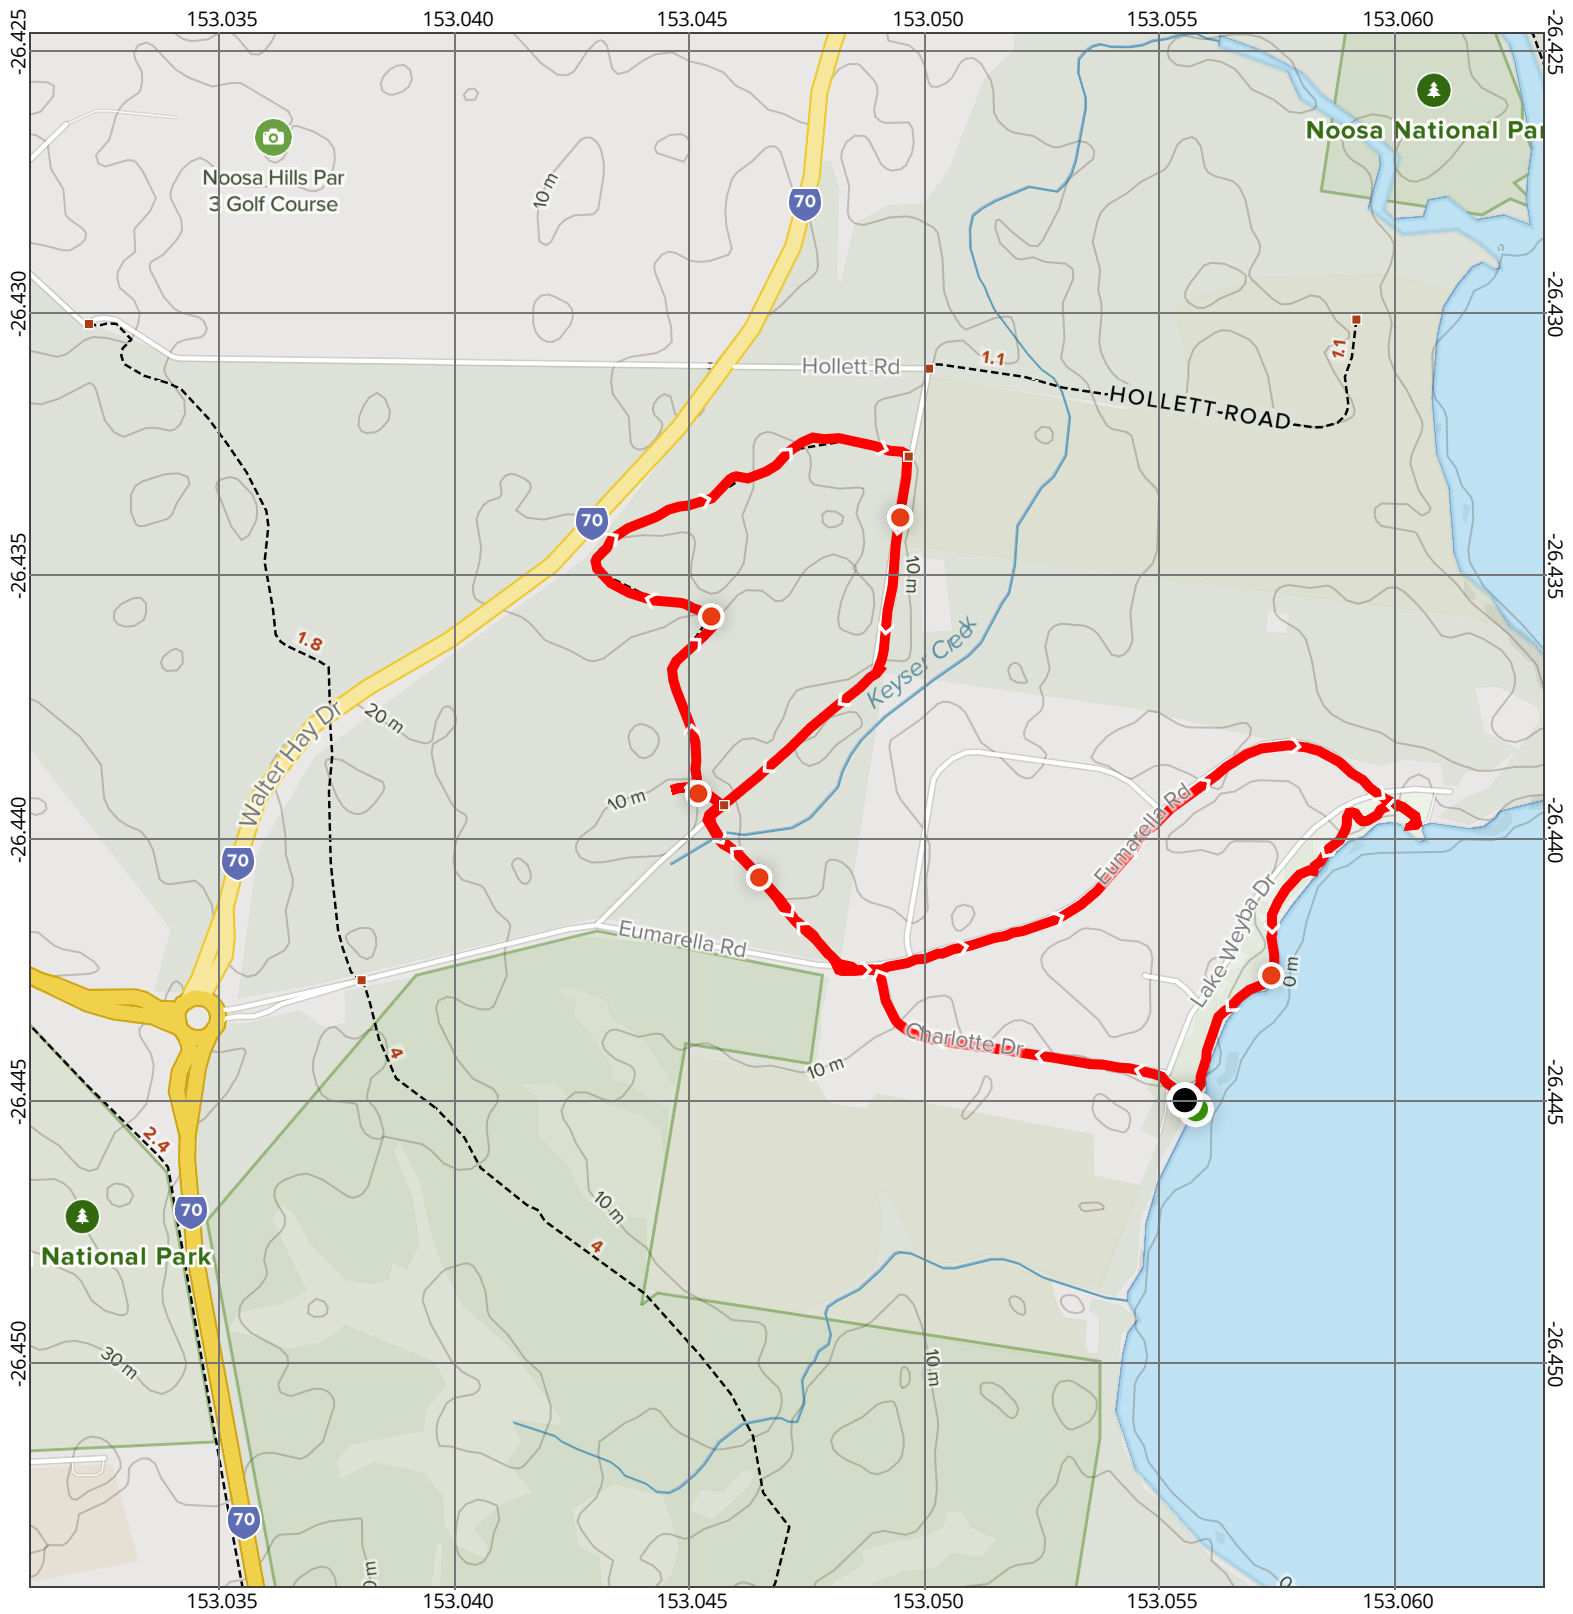 153.035 153.040 153.045 153.050 153.055 153.060
-26.425
-26.425
Noosa National Par
Noosa Hills Par
3 Golf Course
10 m
70
-26.430
-26.430
1.1
1.1
Hollett Rd
HOLLETT ROAD
70
-26.435
-26.435
10 m
1.8
Keyser Creek
20 m
Walter Hay Dr
10 m
-26.440
-26.440
Eumarella Rd
70
Lake Weyba Dr
Eumarella Rd
0 m
Charlotte Dr
4
10 m
-26.445
-26.445
2.4
10 m
70
4
National Park
30 m
10 m
-26.450
-26.450
70
0 m
0
153.035 153.040 153.045 153.050 153.055 153.060